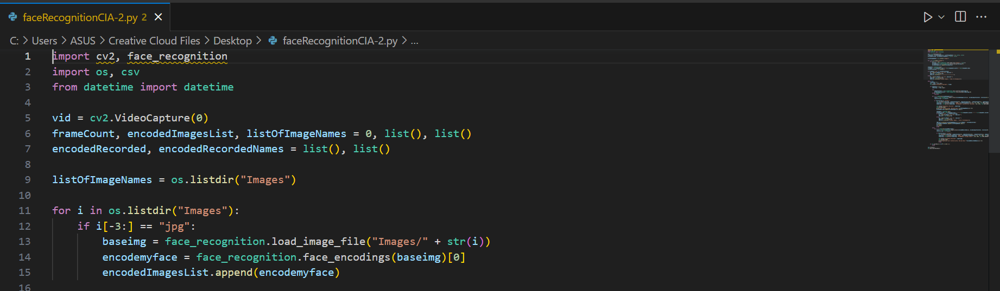 faceRecognitionCIA-2.py 2
C: > Users > ASUS > Creative Cloud Files > Desktop > faceRecognitionCIA-2.py > ...
1 import cv2, face_recognition
2 import os, csv
3 from datetime import datetime
4
5 vid = cv2.VideoCapture(0)
6 frameCount, encodedImagesList, listOfImageNames = 0, list(), list()
7 encodedRecorded, encodedRecordedNames = list(), list()
8
9 listOfImageNames = os.listdir("Images")
10
11 for i in os.listdir("Images"):
12     if i[-3:] == "jpg":
13         baseimg = face_recognition.load_image_file("Images/" + str(i))
14         encodemyface = face_recognition.face_encodings(baseimg)[0]
15         encodedImagesList.append(encodemyface)
16